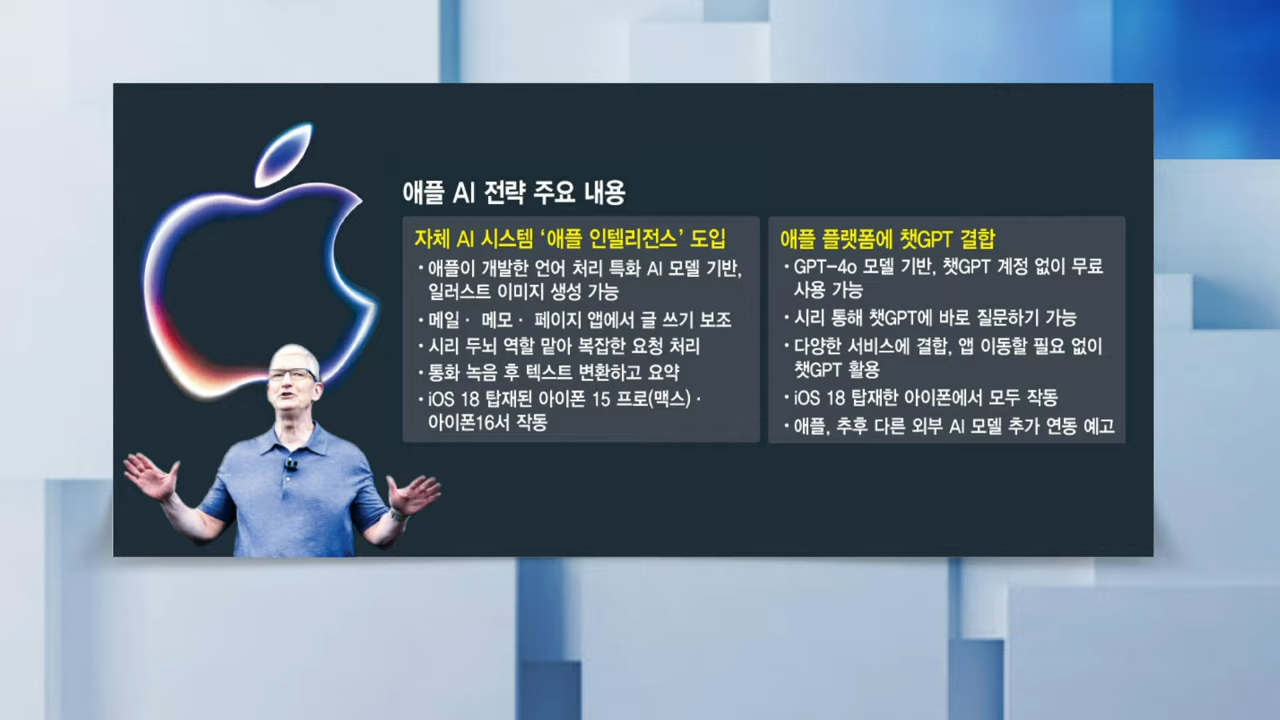 애플 AI 전략 주요 내용
자체 AI 시스템 ‘애플 인텔리전스’ 도입
· 애플이 개발한 언어 처리 특화 AI 모델 기반,
일러스트 이미지 생성 가능
· 메일· 메모· 페이지 앱에서 글 쓰기 보조
· 시리 두뇌 역할 맡아 복잡한 요청 처리
· 통화 녹음 후 텍스트 변환하고 요약
· iOS 18 탑재된 아이폰 15 프로(맥스)·
아이폰16서 작동
애플 플랫폼에 챗GPT 결합
· GPT-4o 모델 기반, 챗GPT 계정 없이 무료
사용 가능
· 시리 통해 챗GPT에 바로 질문하기 가능
· 다양한 서비스에 결합, 앱 이동할 필요 없이
챗GPT 활용
· iOS 18 탑재한 아이폰에서 모두 작동
· 애플, 추후 다른 외부 AI 모델 추가 연동 예고